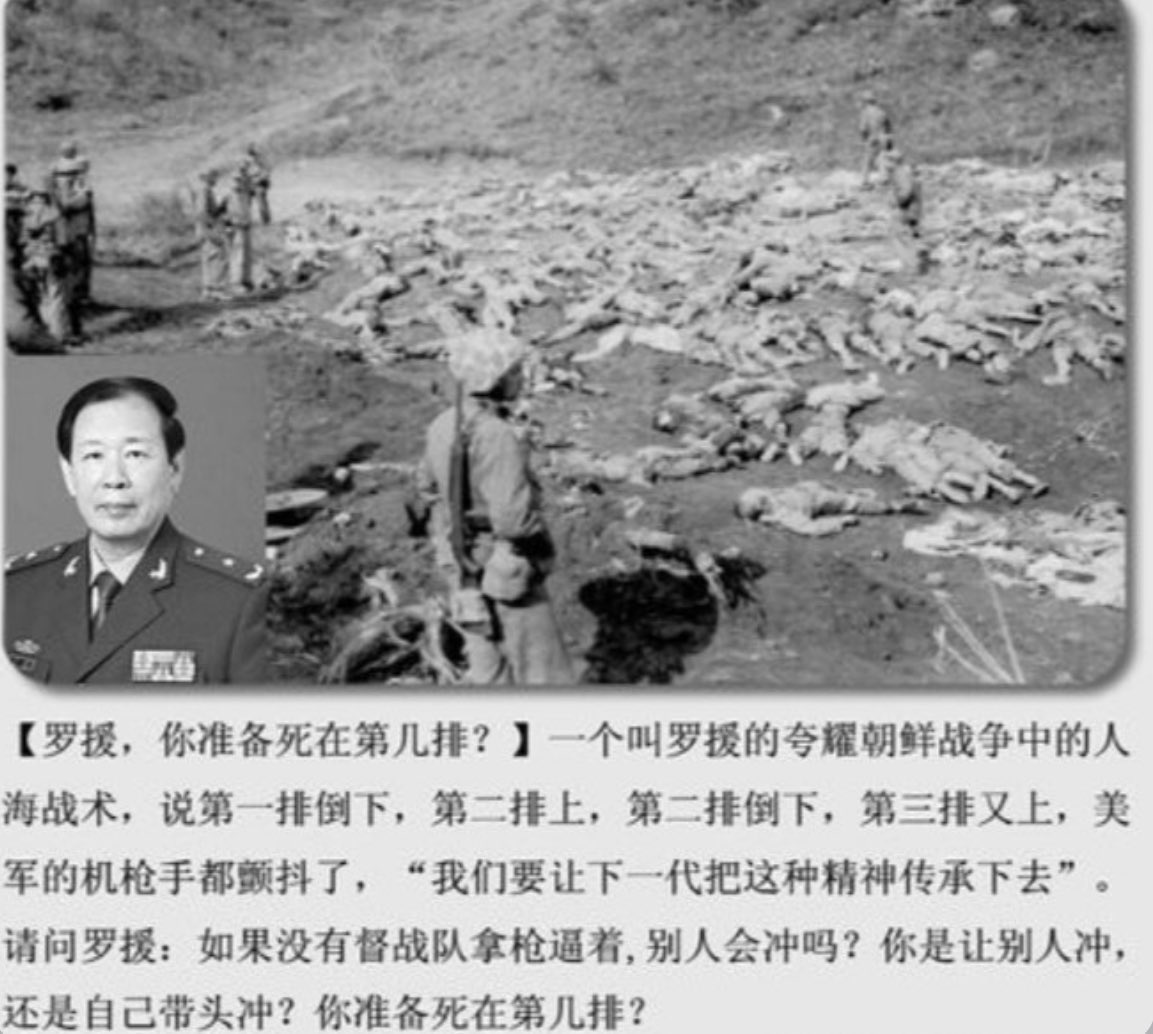 【罗援，你准备死在第几排？】一个叫罗援的夸耀朝鲜战争中的人
海战术，说第一排倒下，第二排上，第二排倒下，第三排又上，美
军的机枪手都颤抖了，“我们要让下一代把这种精神传承下去”。
请问罗援：如果没有督战队拿枪逼着,别人会冲吗？你是让别人冲，
还是自己带头冲？你准备死在第几排？